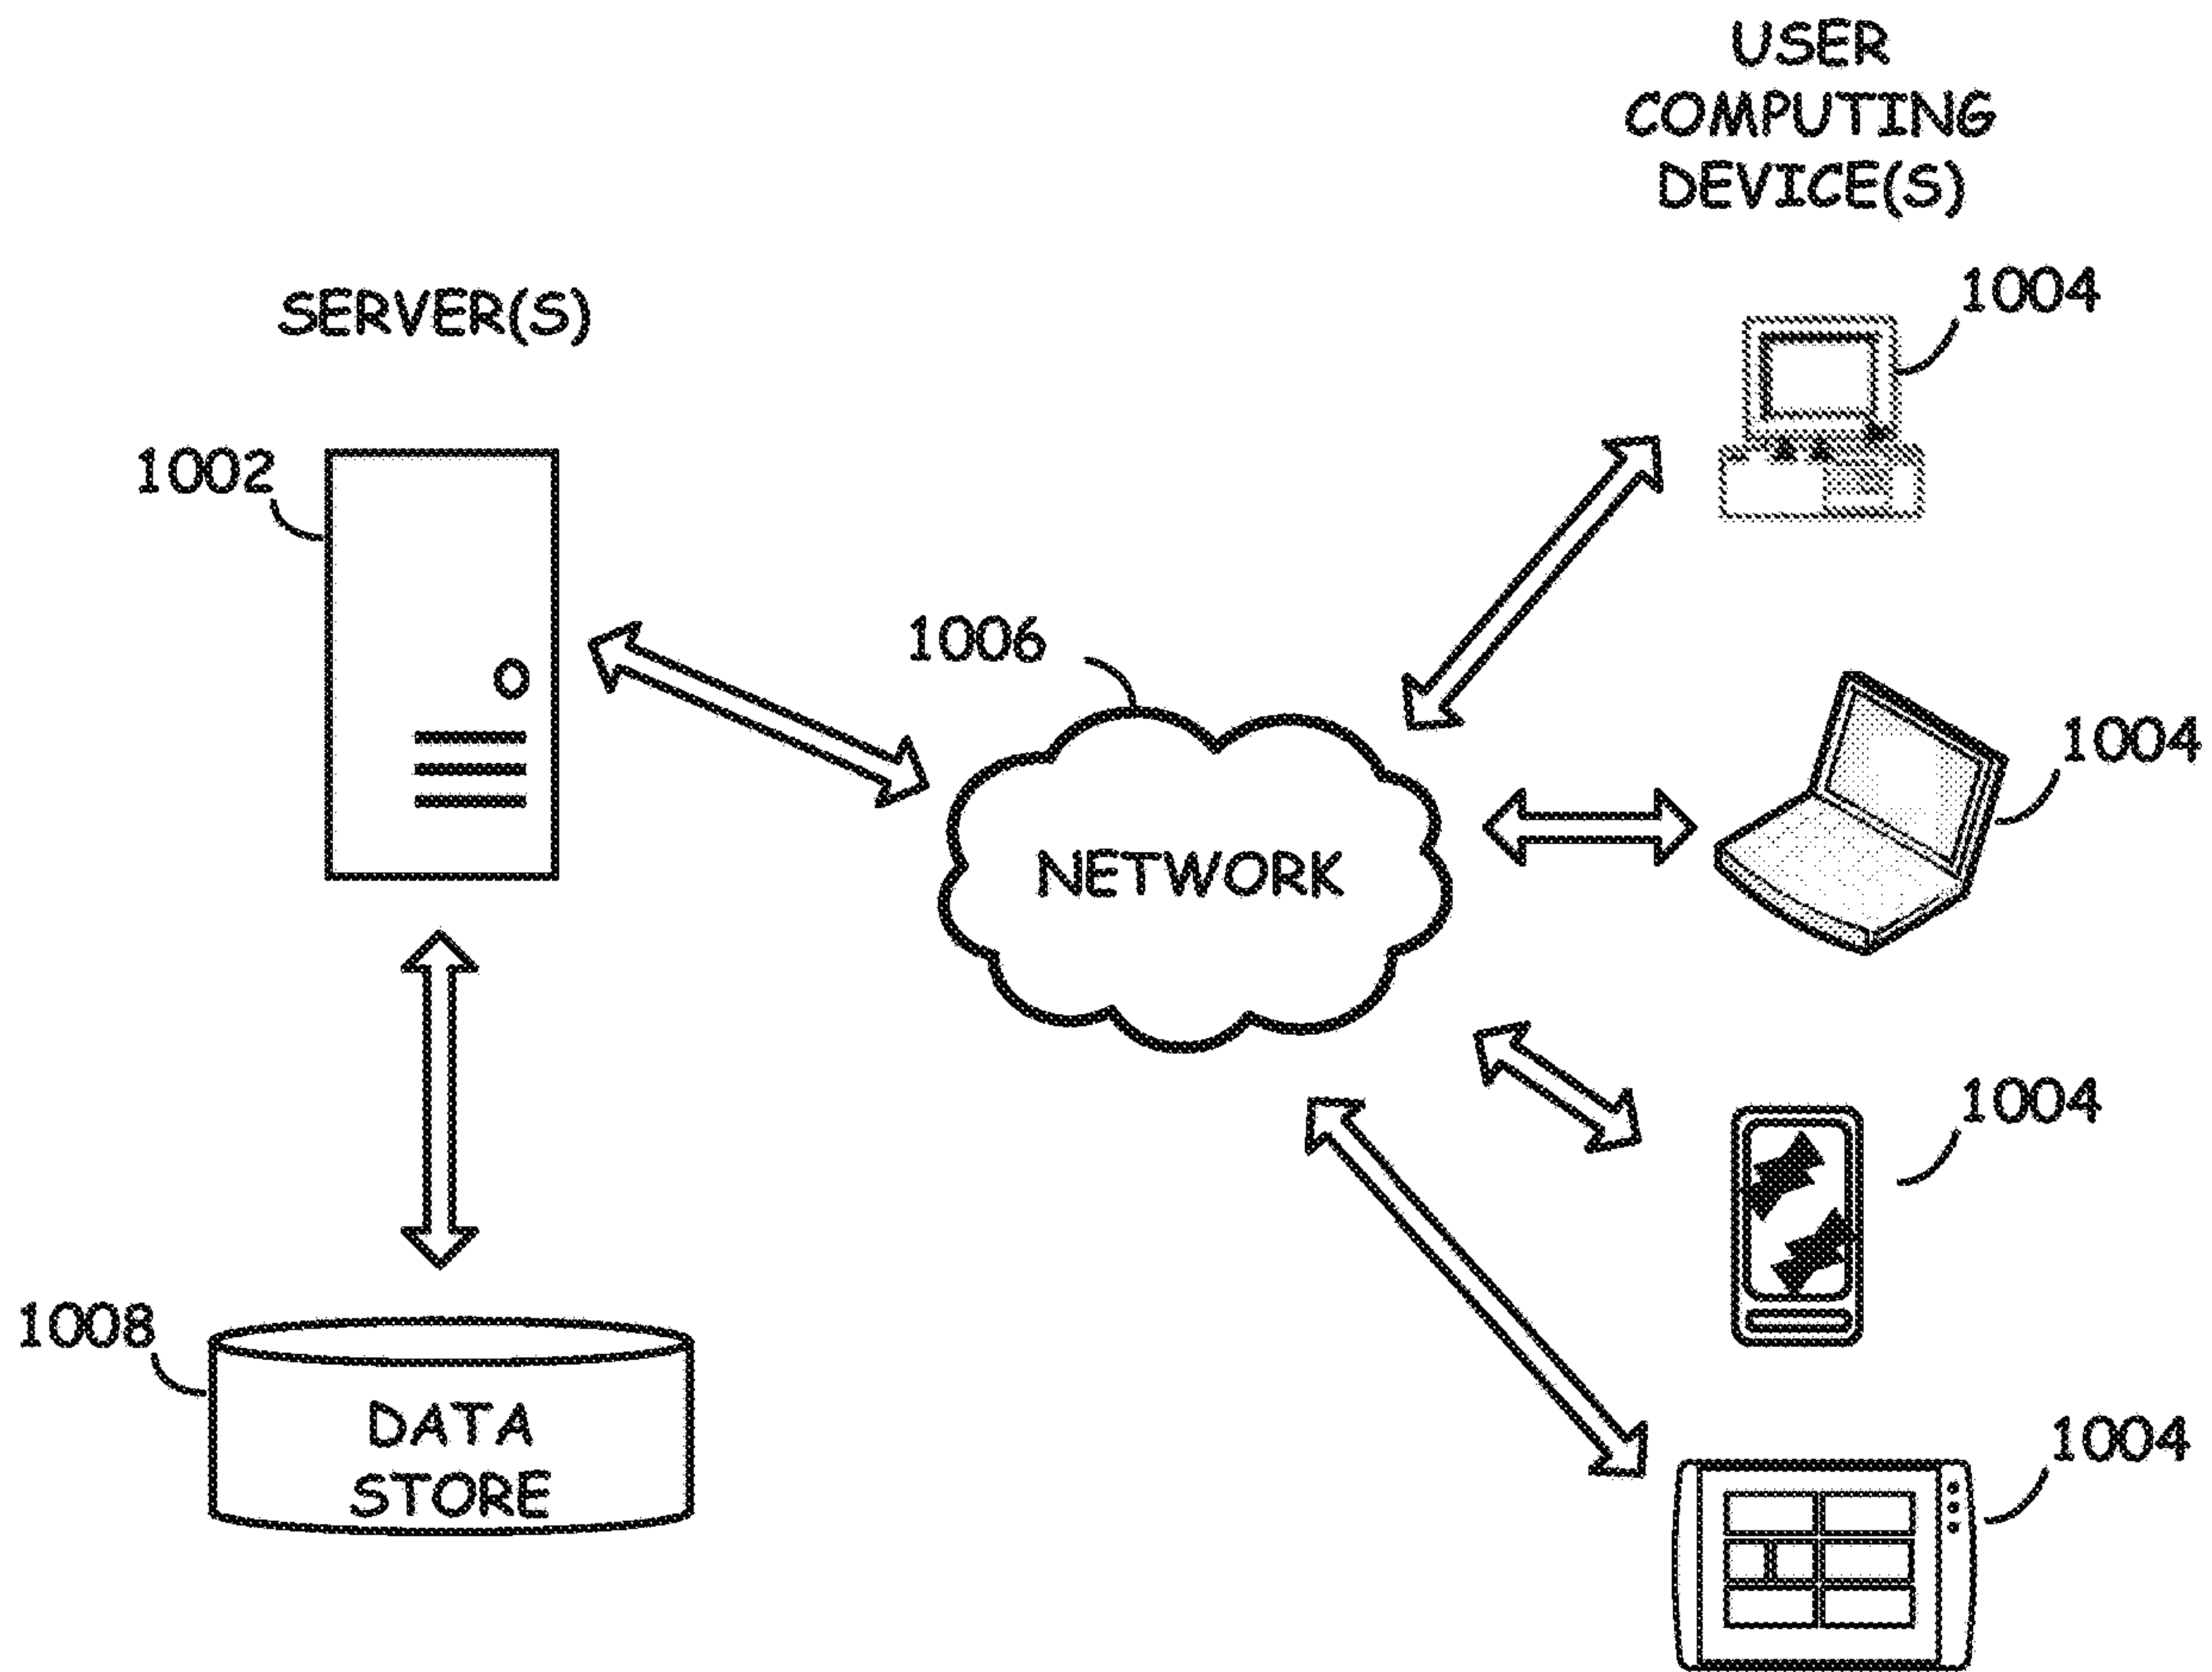 USER
COMPUTING
DEVICE(S)
1004
SERVER(S)
1002
1006
1004
NETWORK
1004
1008
DATA
STORE
1004